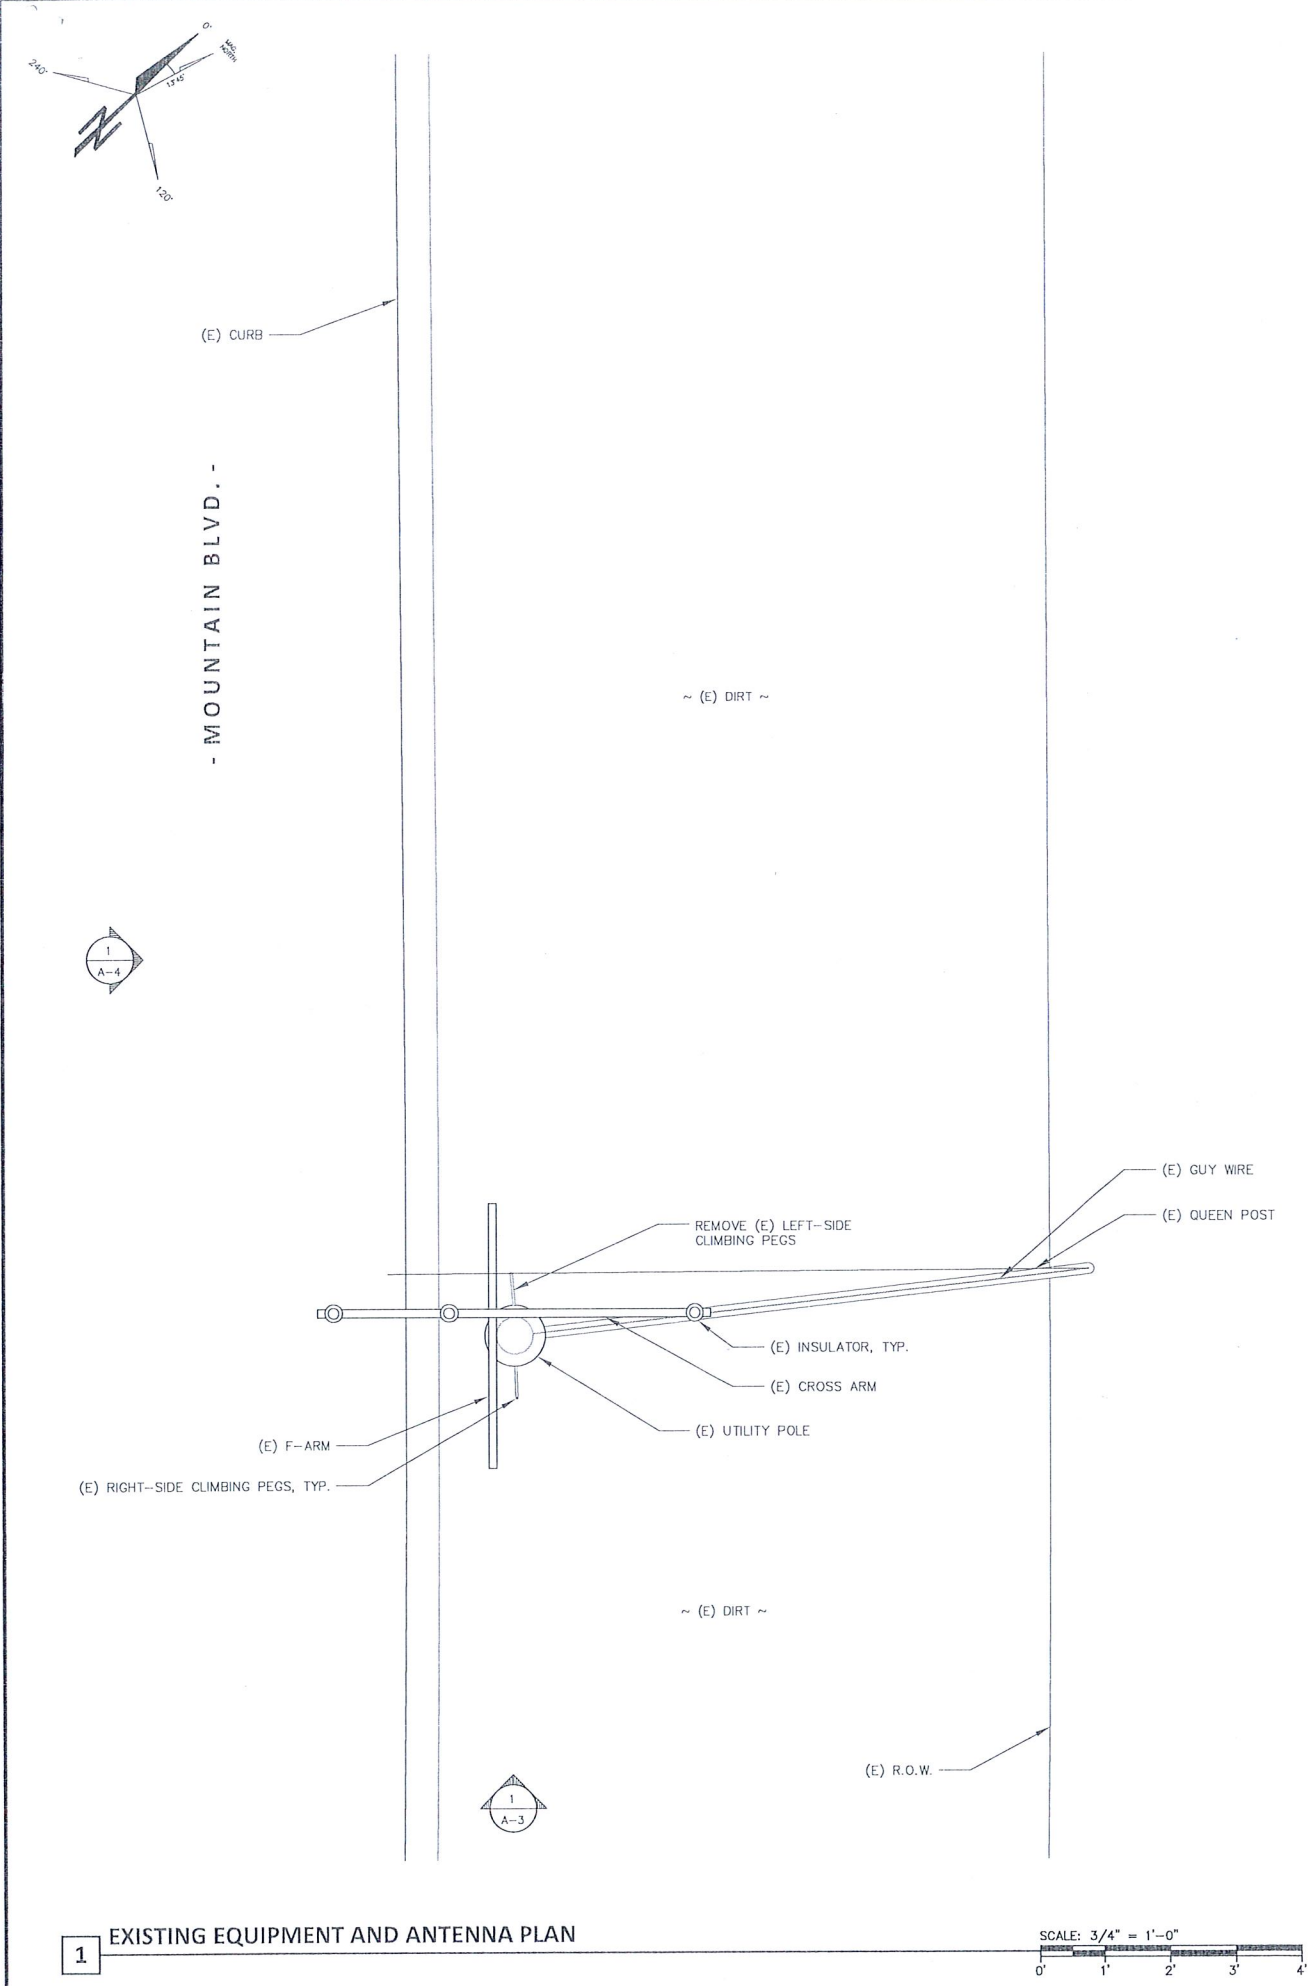 0°
MAG.
NORTH
13°45'
240°
120°
N
(E) CURB
- MOUNTAIN BLVD. -
~ (E) DIRT ~
1
A-4
(E) GUY WIRE
(E) QUEEN POST
REMOVE (E) LEFT-SIDE
CLIMBING PEGS
(E) INSULATOR, TYP.
(E) CROSS ARM
(E) UTILITY POLE
(E) F-ARM
(E) RIGHT-SIDE CLIMBING PEGS, TYP.
~ (E) DIRT ~
(E) R.O.W.
1
A-3
1
EXISTING EQUIPMENT AND ANTENNA PLAN
SCALE: 3/4" = 1'-0"
0' 1' 2' 3' 4'